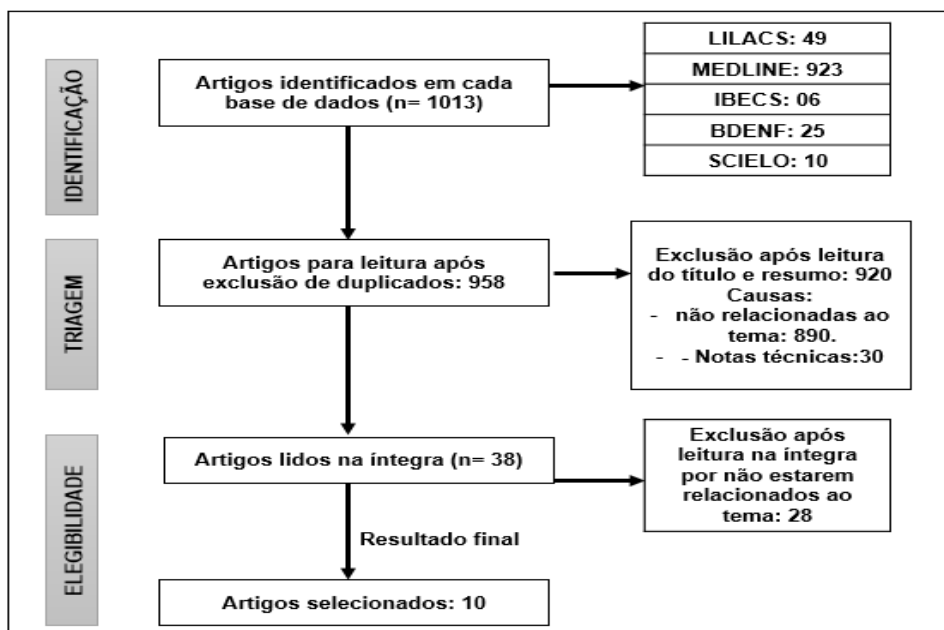 IDENTIFICAÇÃO
Artigos identificados em cada
base de dados (n= 1013)
LILACS: 49
MEDLINE: 923
IBECS: 06
BDENF: 25
SCIELO: 10
TRIAGEM
Artigos para leitura após
exclusão de duplicados: 958
Exclusão após leitura
do título e resumo: 920
Causas:
- não relacionadas ao
tema: 890.
- - Notas técnicas:30
ELEGIBILIDADE
Artigos lidos na íntegra (n= 38)
Exclusão após
leitura na íntegra
por não estarem
relacionados ao
tema: 28
Resultado final
Artigos selecionados: 10